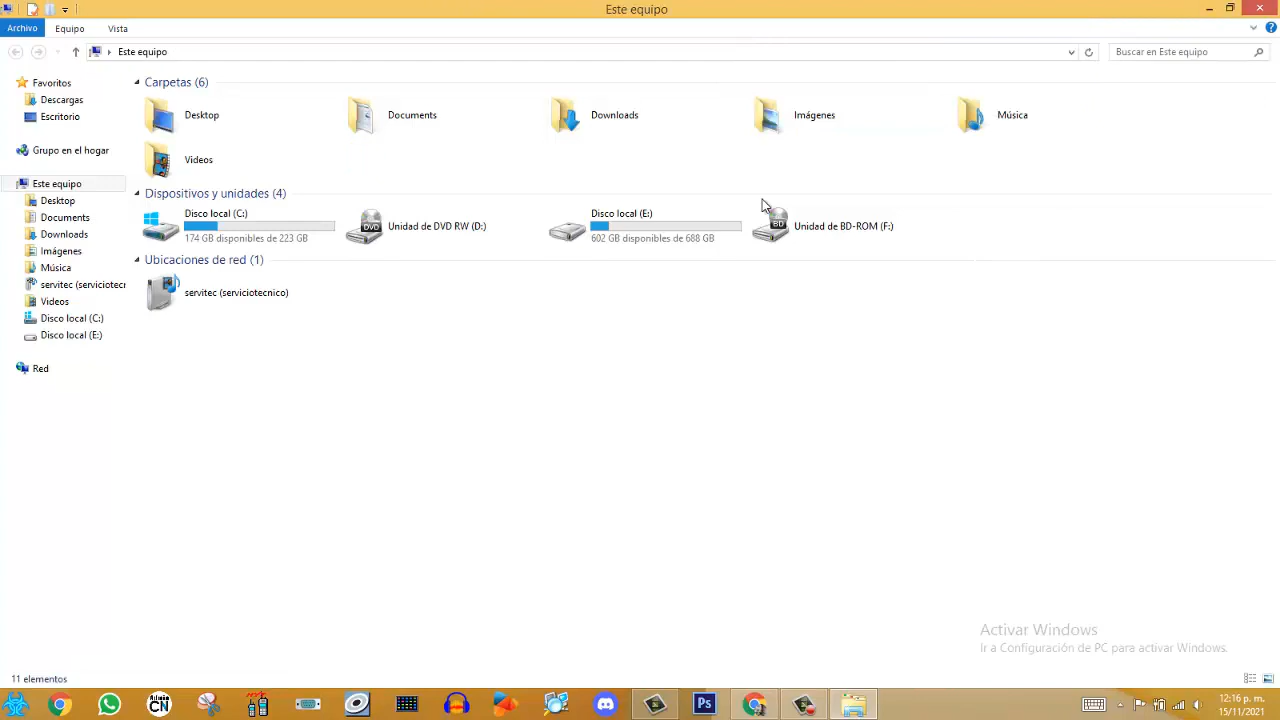 Este equipo
Archivo Equipo Vista
Este equipo
Buscar en Este equipo
Favoritos
Descargas
Escritorio
Grupo en el hogar
Este equipo
Desktop
Documents
Downloads
Imágenes
Música
servitec (serviciotecr
Videos
Disco local (C:)
Disco local (E:)
Red
Carpetas (6)
Desktop
Documents
Downloads
Imágenes
Música
Videos
Dispositivos y unidades (4)
Disco local (C:)
174 GB disponibles de 223 GB
DVD
Unidad de DVD RW (D:)
Disco local (E:)
602 GB disponibles de 688 GB
BD
Unidad de BD-ROM (F:)
Ubicaciones de red (1)
servitec (serviciotecnico)
Activar Windows
Ir a Configuración de PC para activar Windows.
11 elementos
CN
Ps
12:16 p. m.
15/11/2021